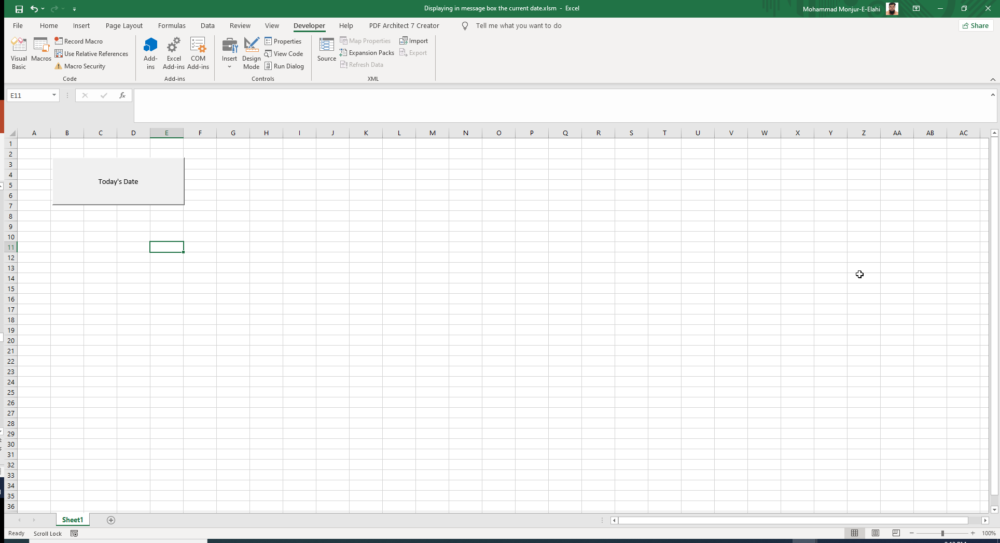 Displaying in message box the current date.xlsm - Excel
Mohammad Monjur-E-Elahi
File Home Insert Page Layout Formulas Data Review View Developer Help PDF Architect 7 Creator Tell me what you want to do Share
Visual Basic
Macros
Record Macro
Use Relative References
Macro Security
Code
Add-ins
Excel Add-ins
COM Add-ins
Add-ins
Insert
Design Mode
Properties
View Code
Run Dialog
Controls
Source
Map Properties
Expansion Packs
Refresh Data
Import
Export
XML
E11
fx
A B C D E F G H I J K L M N O P Q R S T U V W X Y Z AA AB AC
1
2
3
4
5
6
7
8
9
10
11
12
13
14
15
16
17
18
19
20
21
22
23
24
25
26
27
28
29
30
31
32
33
34
35
36
Today's Date
Sheet1
Ready Scroll Lock
100%